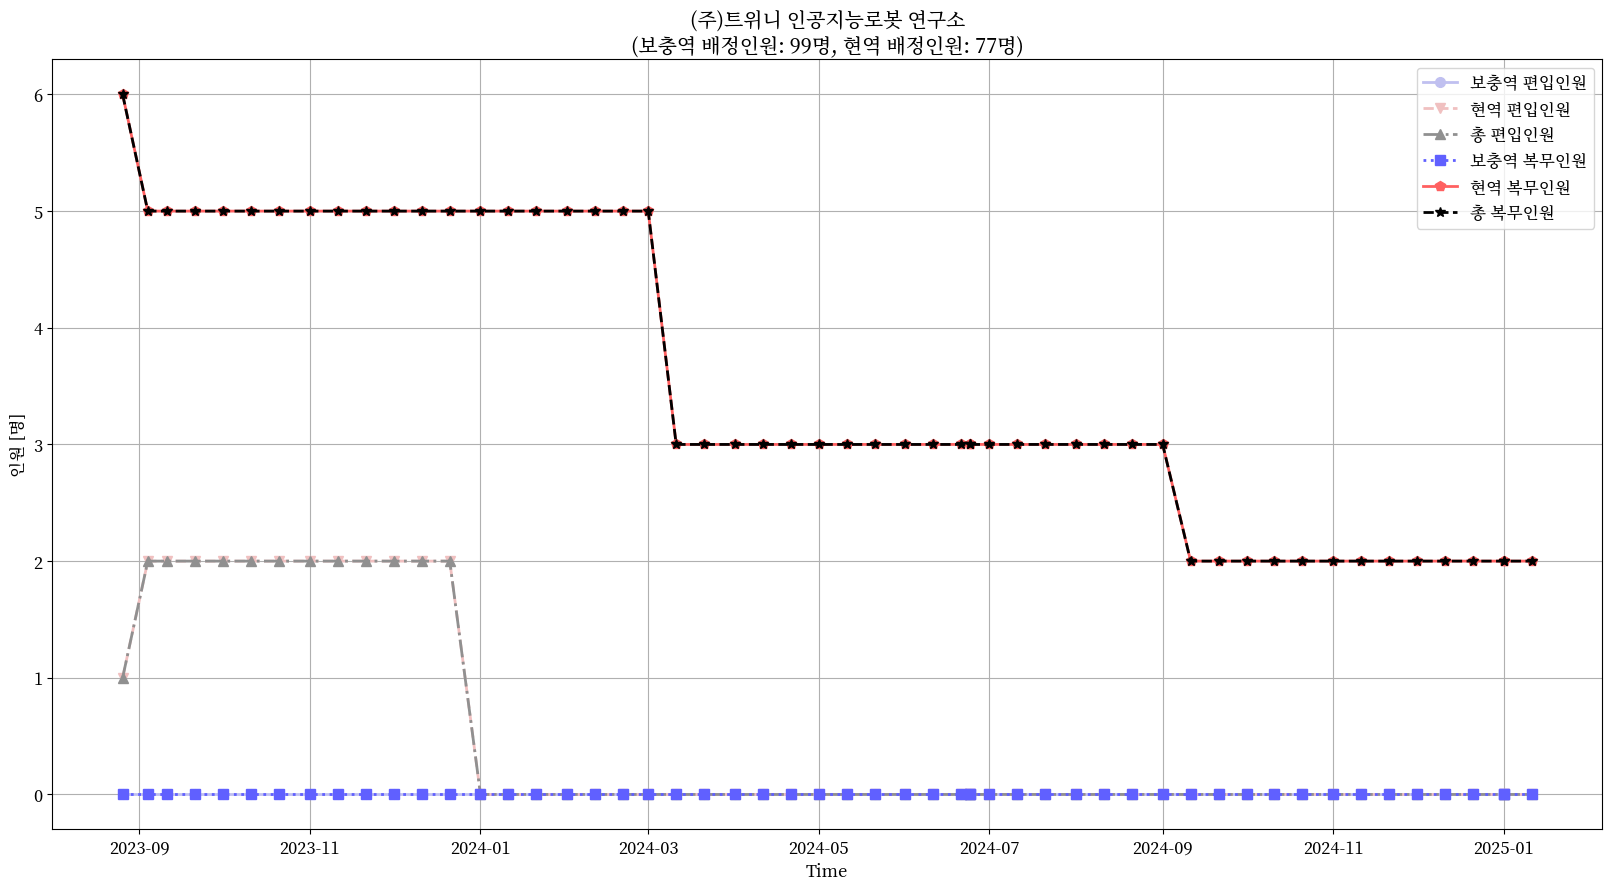 (주)트위니 인공지능로봇 연구소
(보충역 배정인원: 99명, 현역 배정인원: 77명)
보충역 편입인원
현역 편입인원
총 편입인원
보충역 복무인원
현역 복무인원
총 복무인원
인원 [명]
6
5
4
3
2
1
0
2023-09
2023-11
2024-01
2024-03
2024-05
2024-07
2024-09
2024-11
2025-01
Time